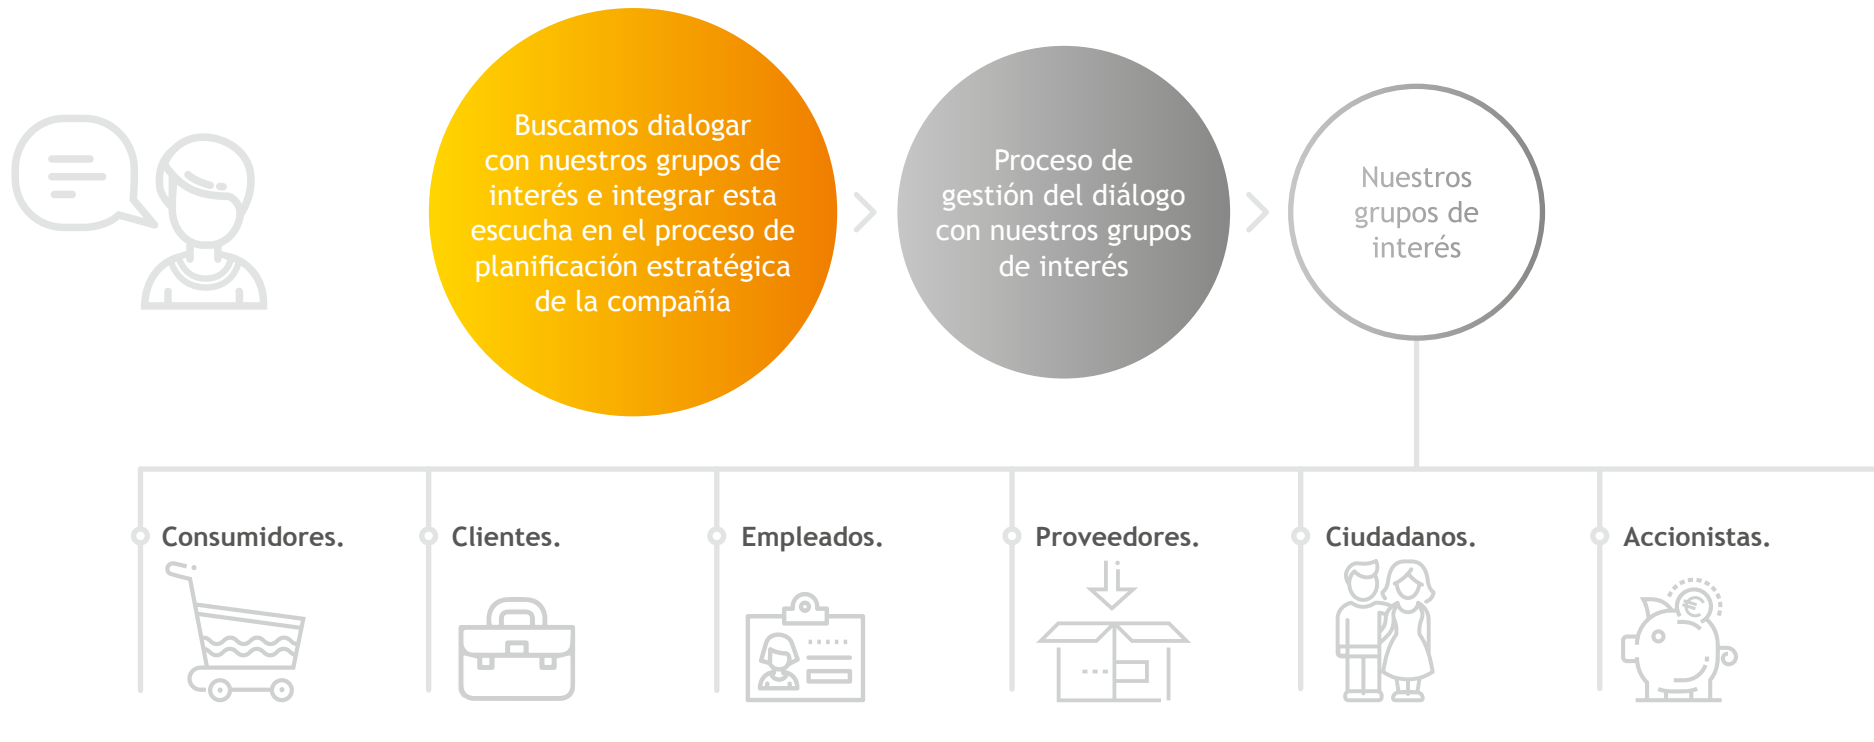 Buscamos dialogar
con nuestros grupos de
interés e integrar esta
escucha en el proceso de
planificación estratégica
de la compañía
Proceso de
gestión del diálogo
con nuestros grupos
de interés
Nuestros
grupos de
interés
Consumidores.
Clientes.
Empleados.
Proveedores.
Ciudadanos.
Accionistas.